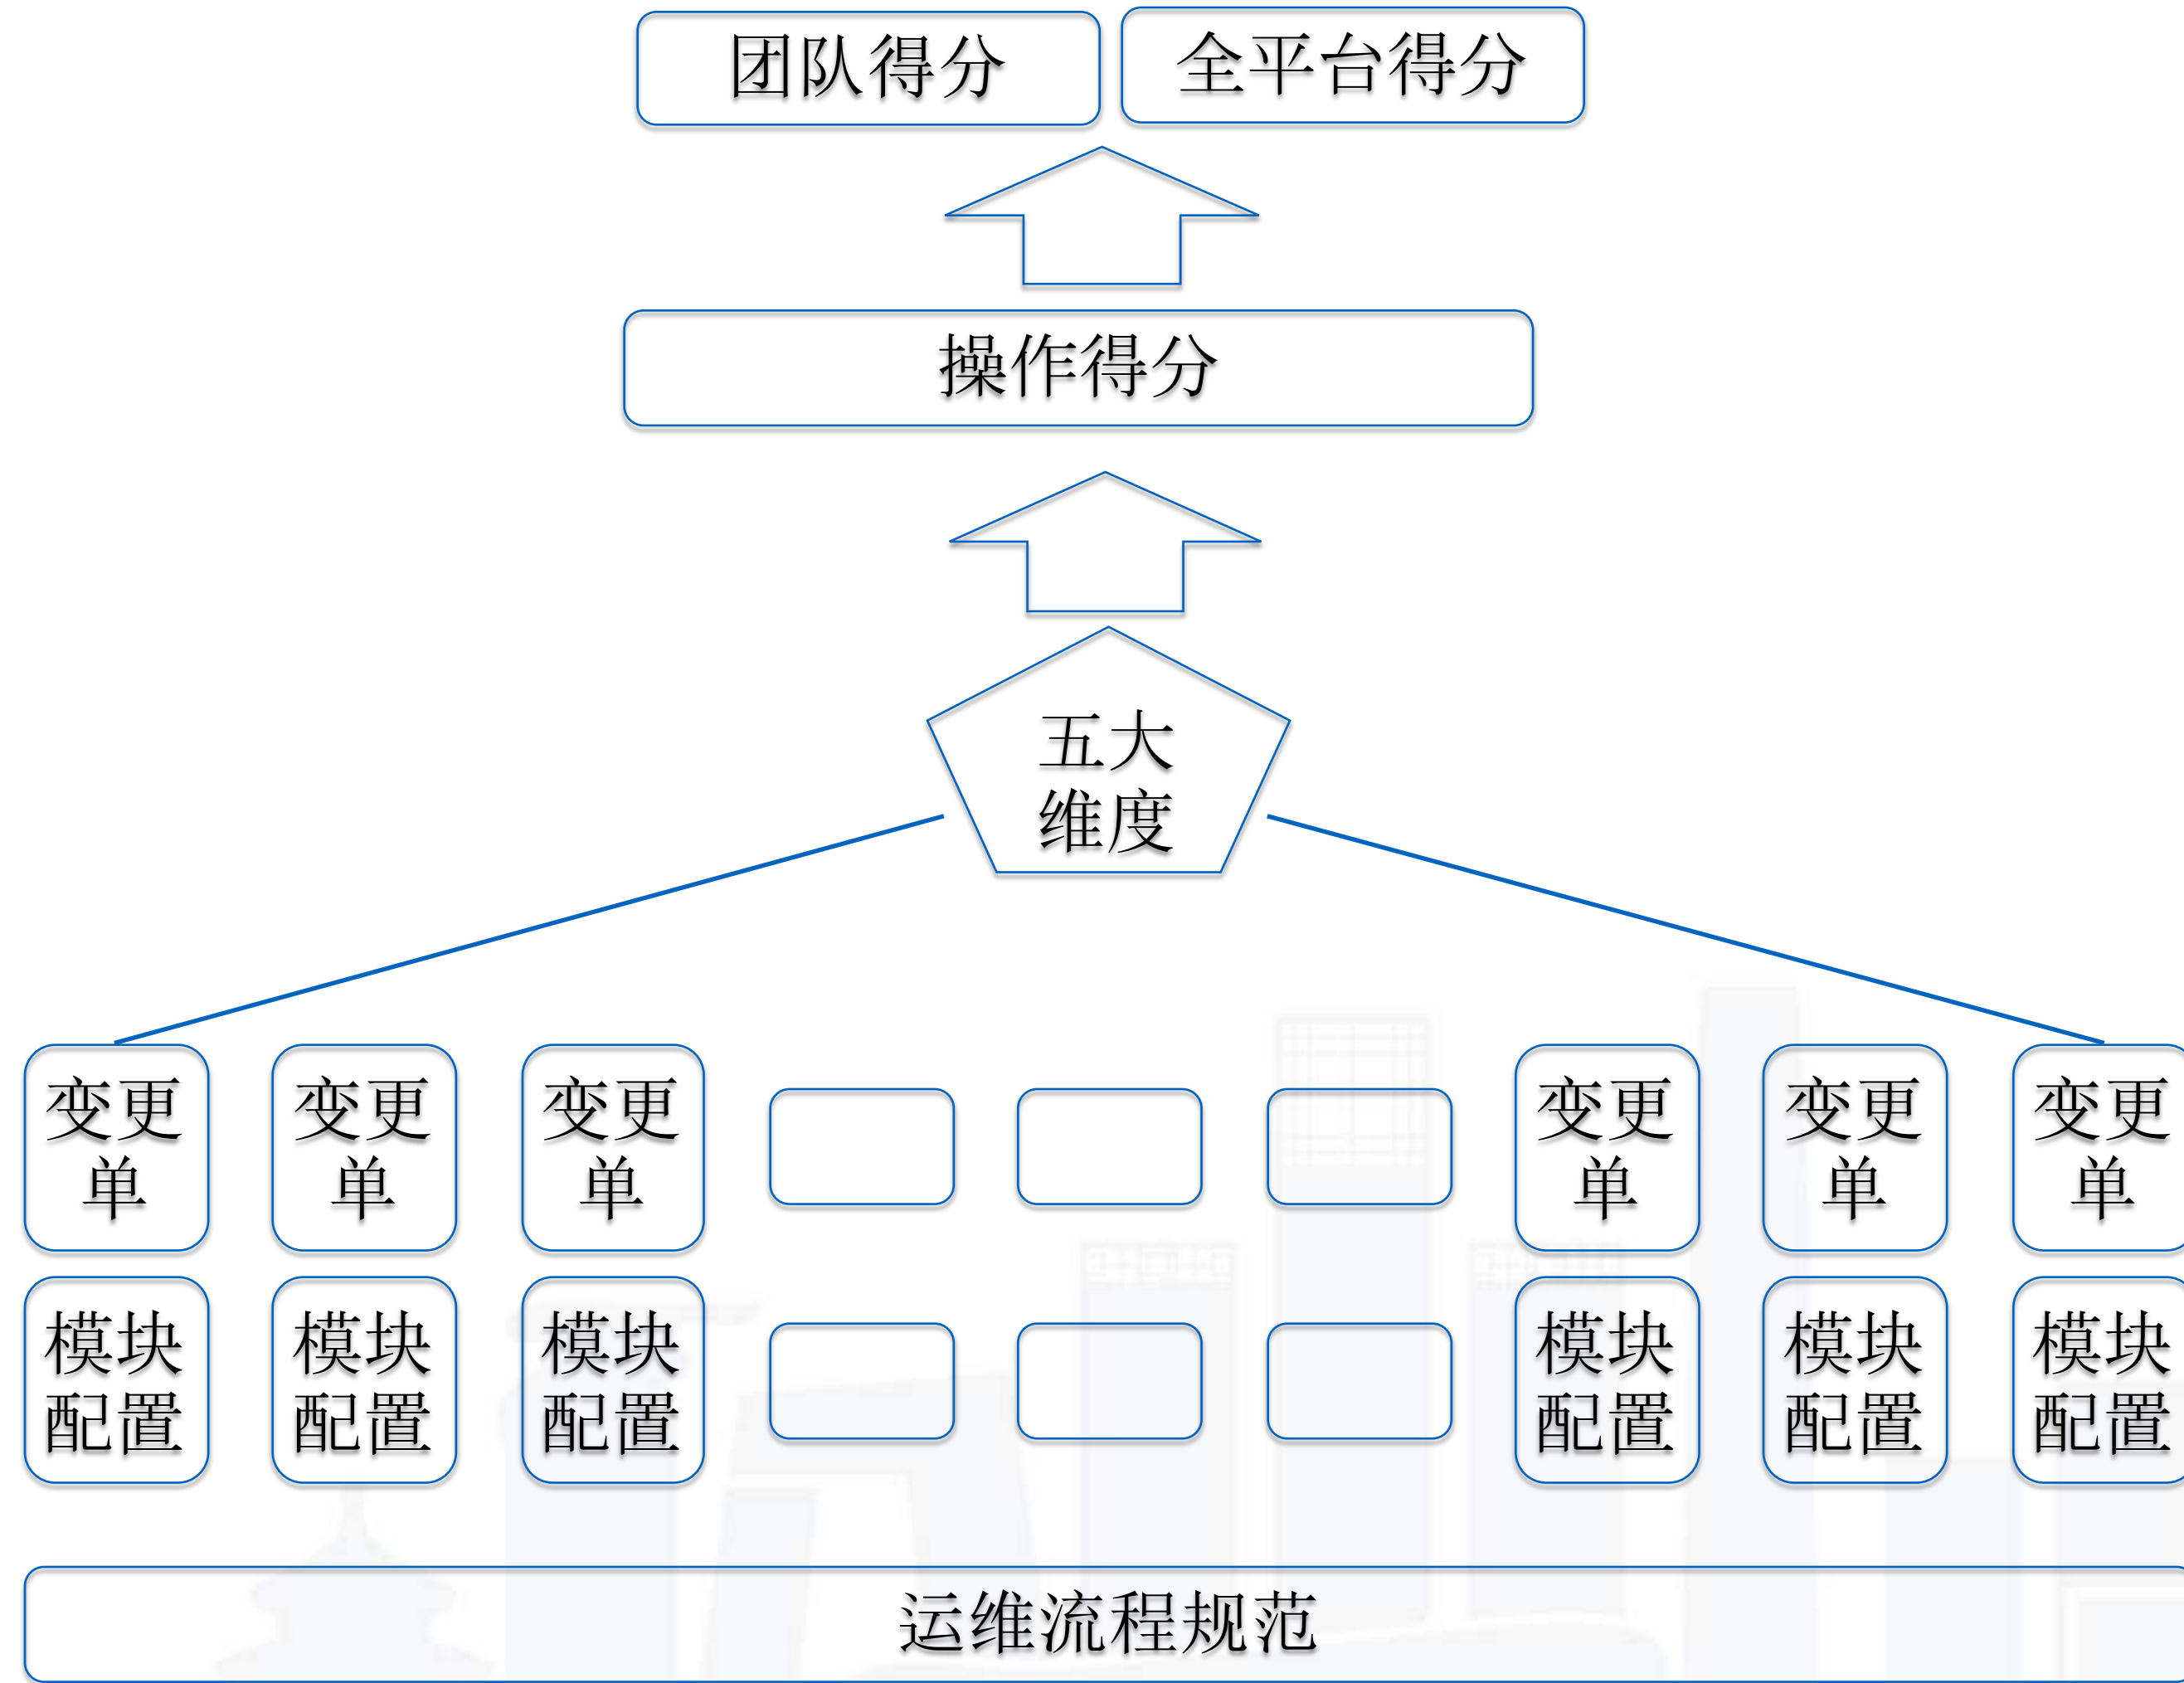 团队得分
全平台得分
操作得分
五大
维度
变更
单
变更
单
变更
单
变更
单
变更
单
变更
单
模块
配置
模块
配置
模块
配置
模块
配置
模块
配置
模块
配置
运维流程规范